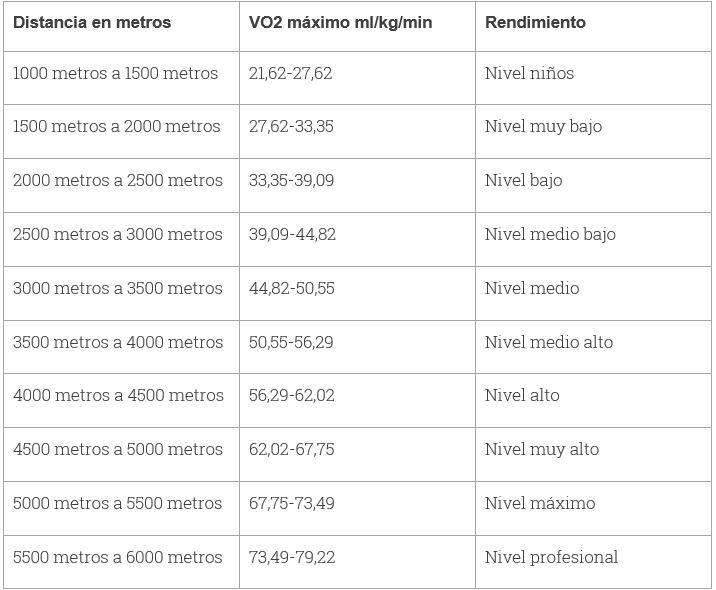 Distancia en metros VO2 máximo ml/kg/min Rendimiento
1000 metros a 1500 metros 21,62-27,62 Nivel niños
1500 metros a 2000 metros 27,62-33,35 Nivel muy bajo
2000 metros a 2500 metros 33,35-39,09 Nivel bajo
2500 metros a 3000 metros 39,09-44,82 Nivel medio bajo
3000 metros a 3500 metros 44,82-50,55 Nivel medio
3500 metros a 4000 metros 50,55-56,29 Nivel medio alto
4000 metros a 4500 metros 56,29-62,02 Nivel alto
4500 metros a 5000 metros 62,02-67,75 Nivel muy alto
5000 metros a 5500 metros 67,75-73,49 Nivel máximo
5500 metros a 6000 metros 73,49-79,22 Nivel profesional